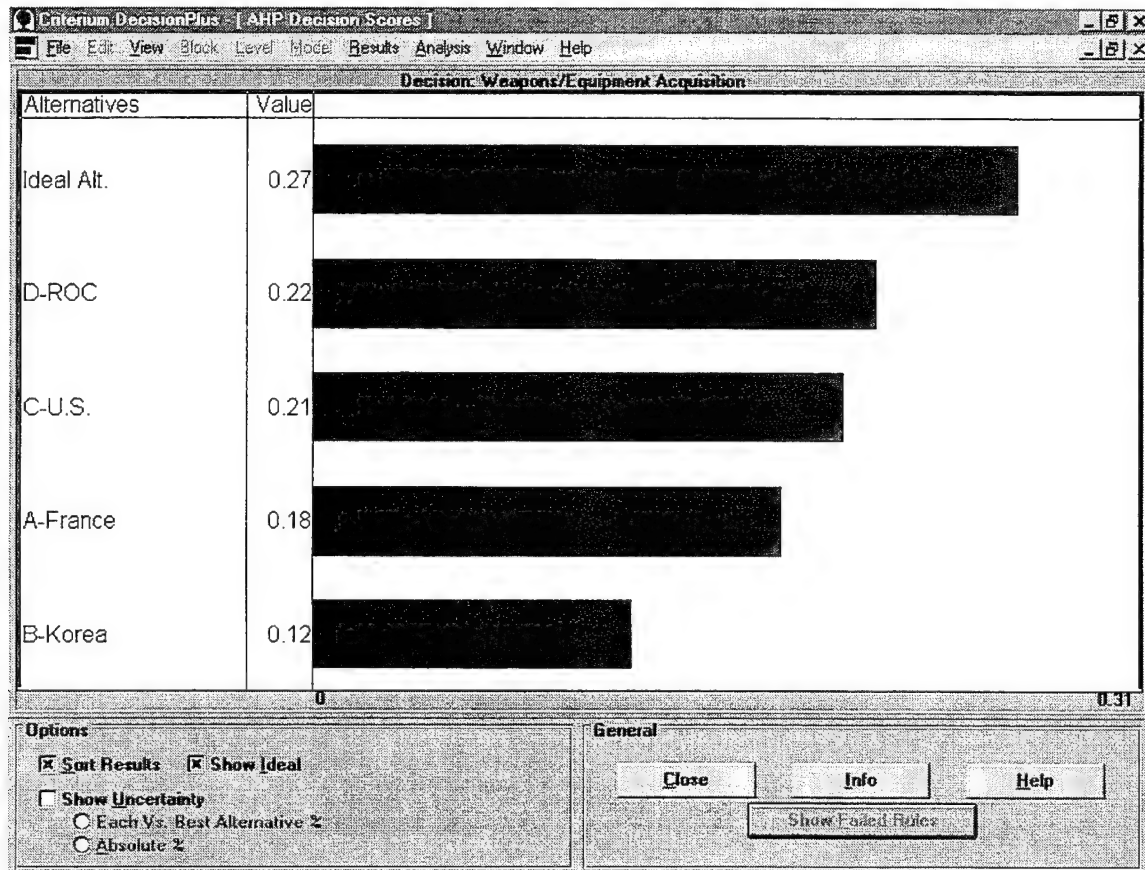 Criterium DecisionPlus - [ AHP Decision Scores ]
File Edit View Block Level Model Results Analysis Window Help
Decision: Weapons/Equipment Acquisition
Alternatives Value
Ideal Alt. 0.27
D-ROC 0.22
C-U.S. 0.21
A-France 0.18
B-Korea 0.12
0 0.31
Options
Sort Results Show Ideal
Show Uncertainty
Each Vs. Best Alternative %
Absolute %
General
Close Info Help
Show Failed Rules